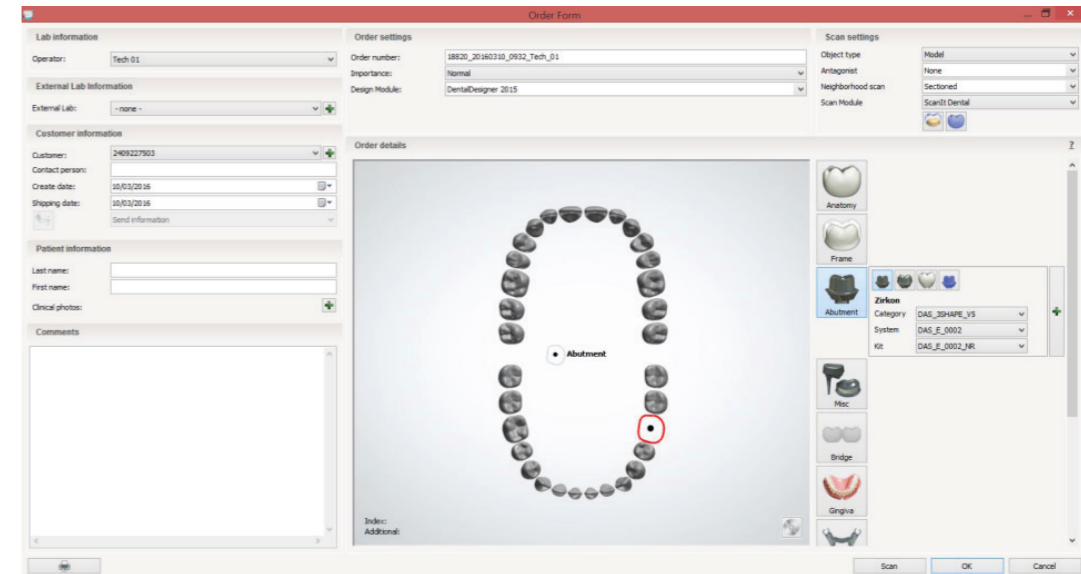 Order Form
Lab information
Operator: Tech 01
External Lab Information
External Lab: - none -
Customer information
Customer: 2409227503
Contact person:
Create date: 10/03/2016
Shipping date: 10/03/2016
Send information
Patient information
Last name:
First name:
Clinical photos:
Comments
Order settings
Order number: 18820_20160310_0932_Tech_01
Importance: Normal
Design Module: DentalDesigner 2015
Scan settings
Object type Model
Antagonist None
Neighborhood scan Sectioned
Scan Module ScanIt Dental
Order details ?
Abutment
Index:
Additional:
Anatomy
Frame
Abutment
Zirkon
Category DAS_3SHAPE_V5
System DAS_E_0002
Kit DAS_E_0002_NR
Misc
Bridge
Gingiva
Scan OK Cancel